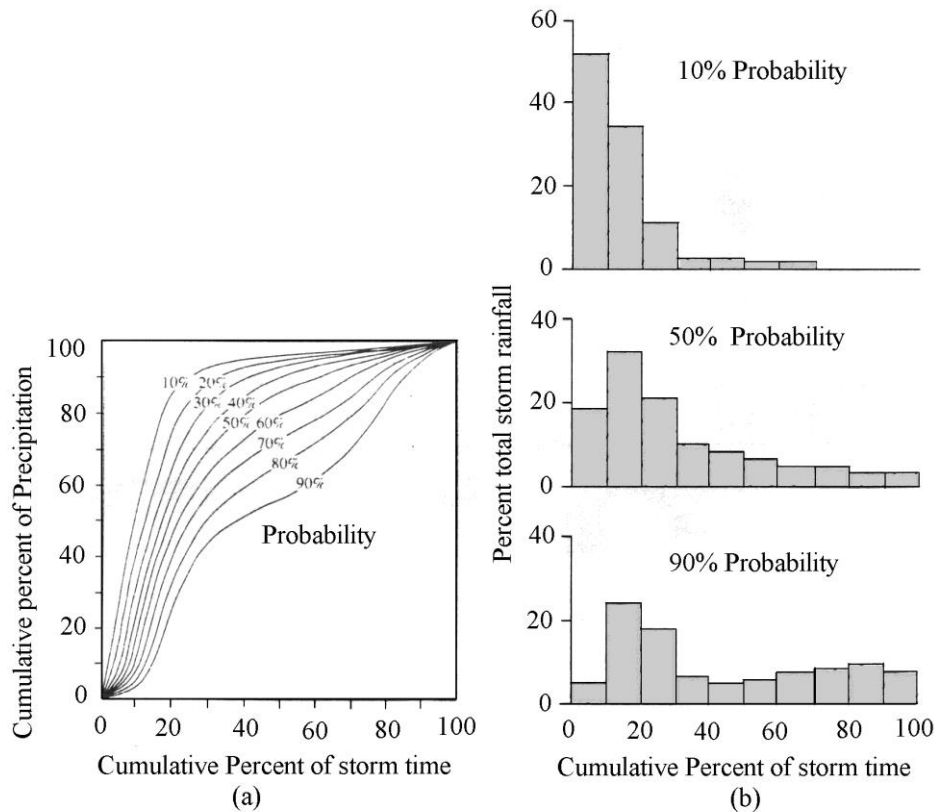 100
80
60
40
20
0
0 20 40 60 80 100
Cumulative percent of Precipitation
10% 20%
30% 40%
50% 60%
70%
80%
90%
Probability
Cumulative Percent of storm time
(a)
60
40
20
0
10% Probability
Percent total storm rainfall
40
20
0
50% Probability
40
20
0
90% Probability
0 20 40 60 80 100
Cumulative Percent of storm time
(b)